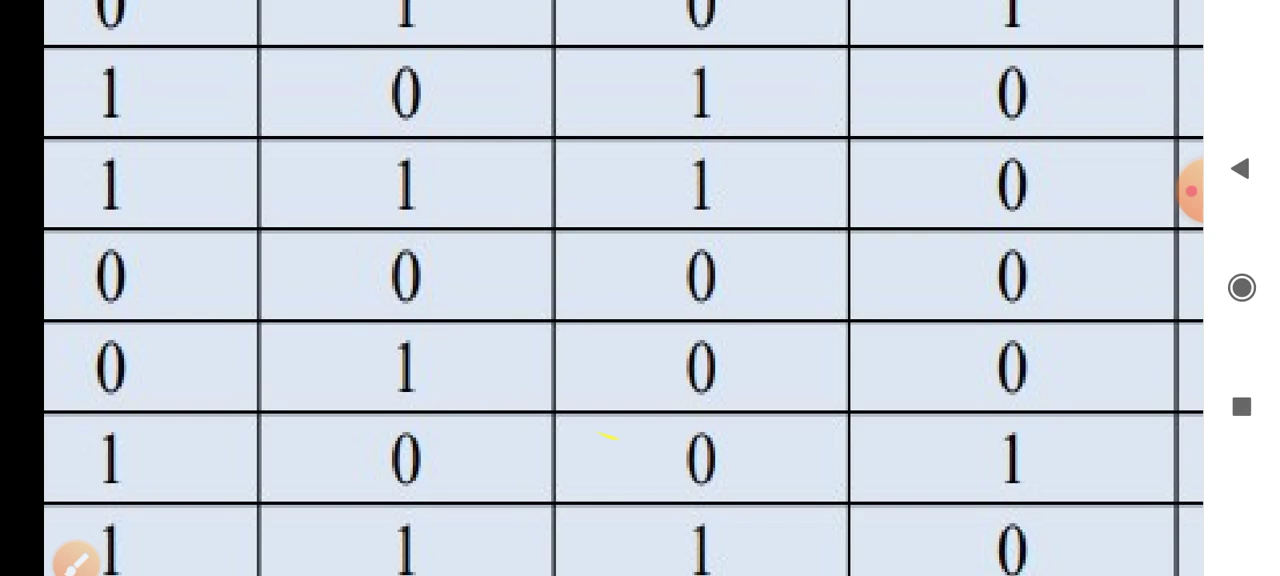 0 1 0 1
1 0 1 0
1 1 1 0
0 0 0 0
0 1 0 0
1 0 0 1
1 1 1 0